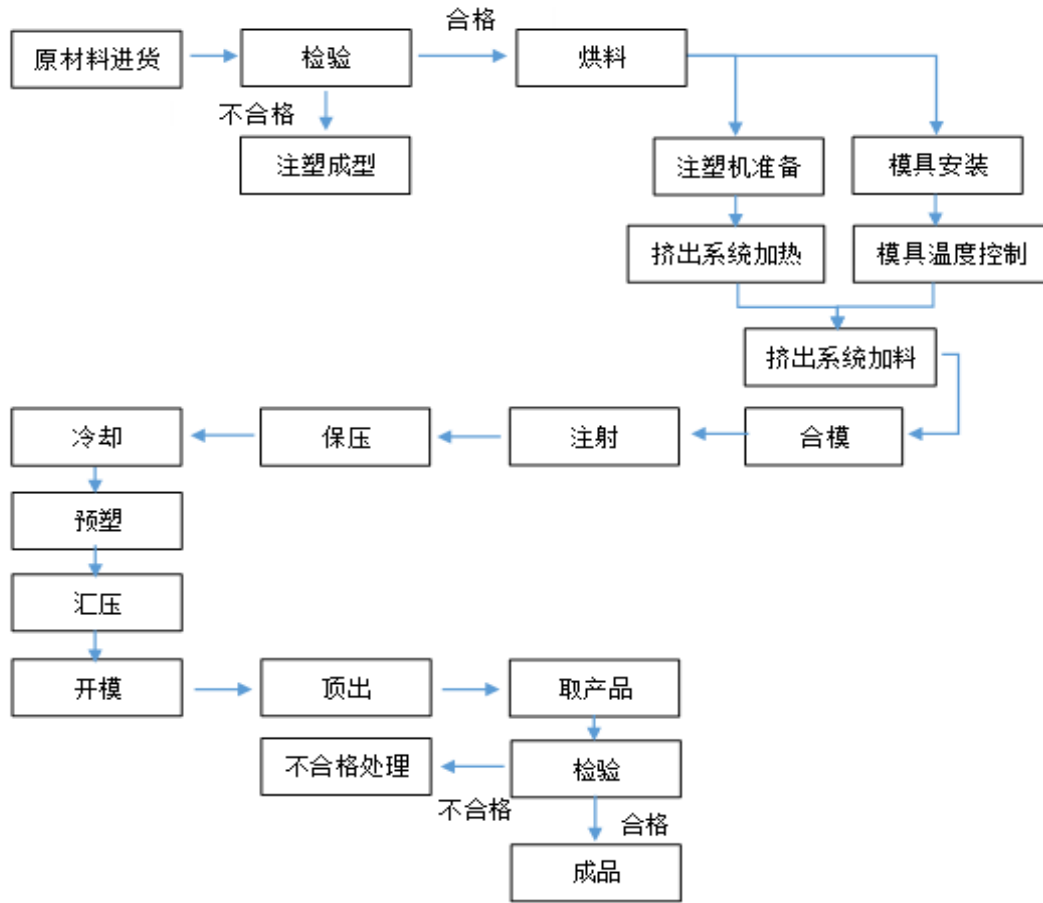 合格
原材料进货
检验
烘料
不合格
注塑成型
注塑机准备
模具安装
挤出系统加热
模具温度控制
挤出系统加料
冷却
保压
注射
合模
预塑
汇压
开模
顶出
取产品
不合格处理
检验
不合格
合格
成品